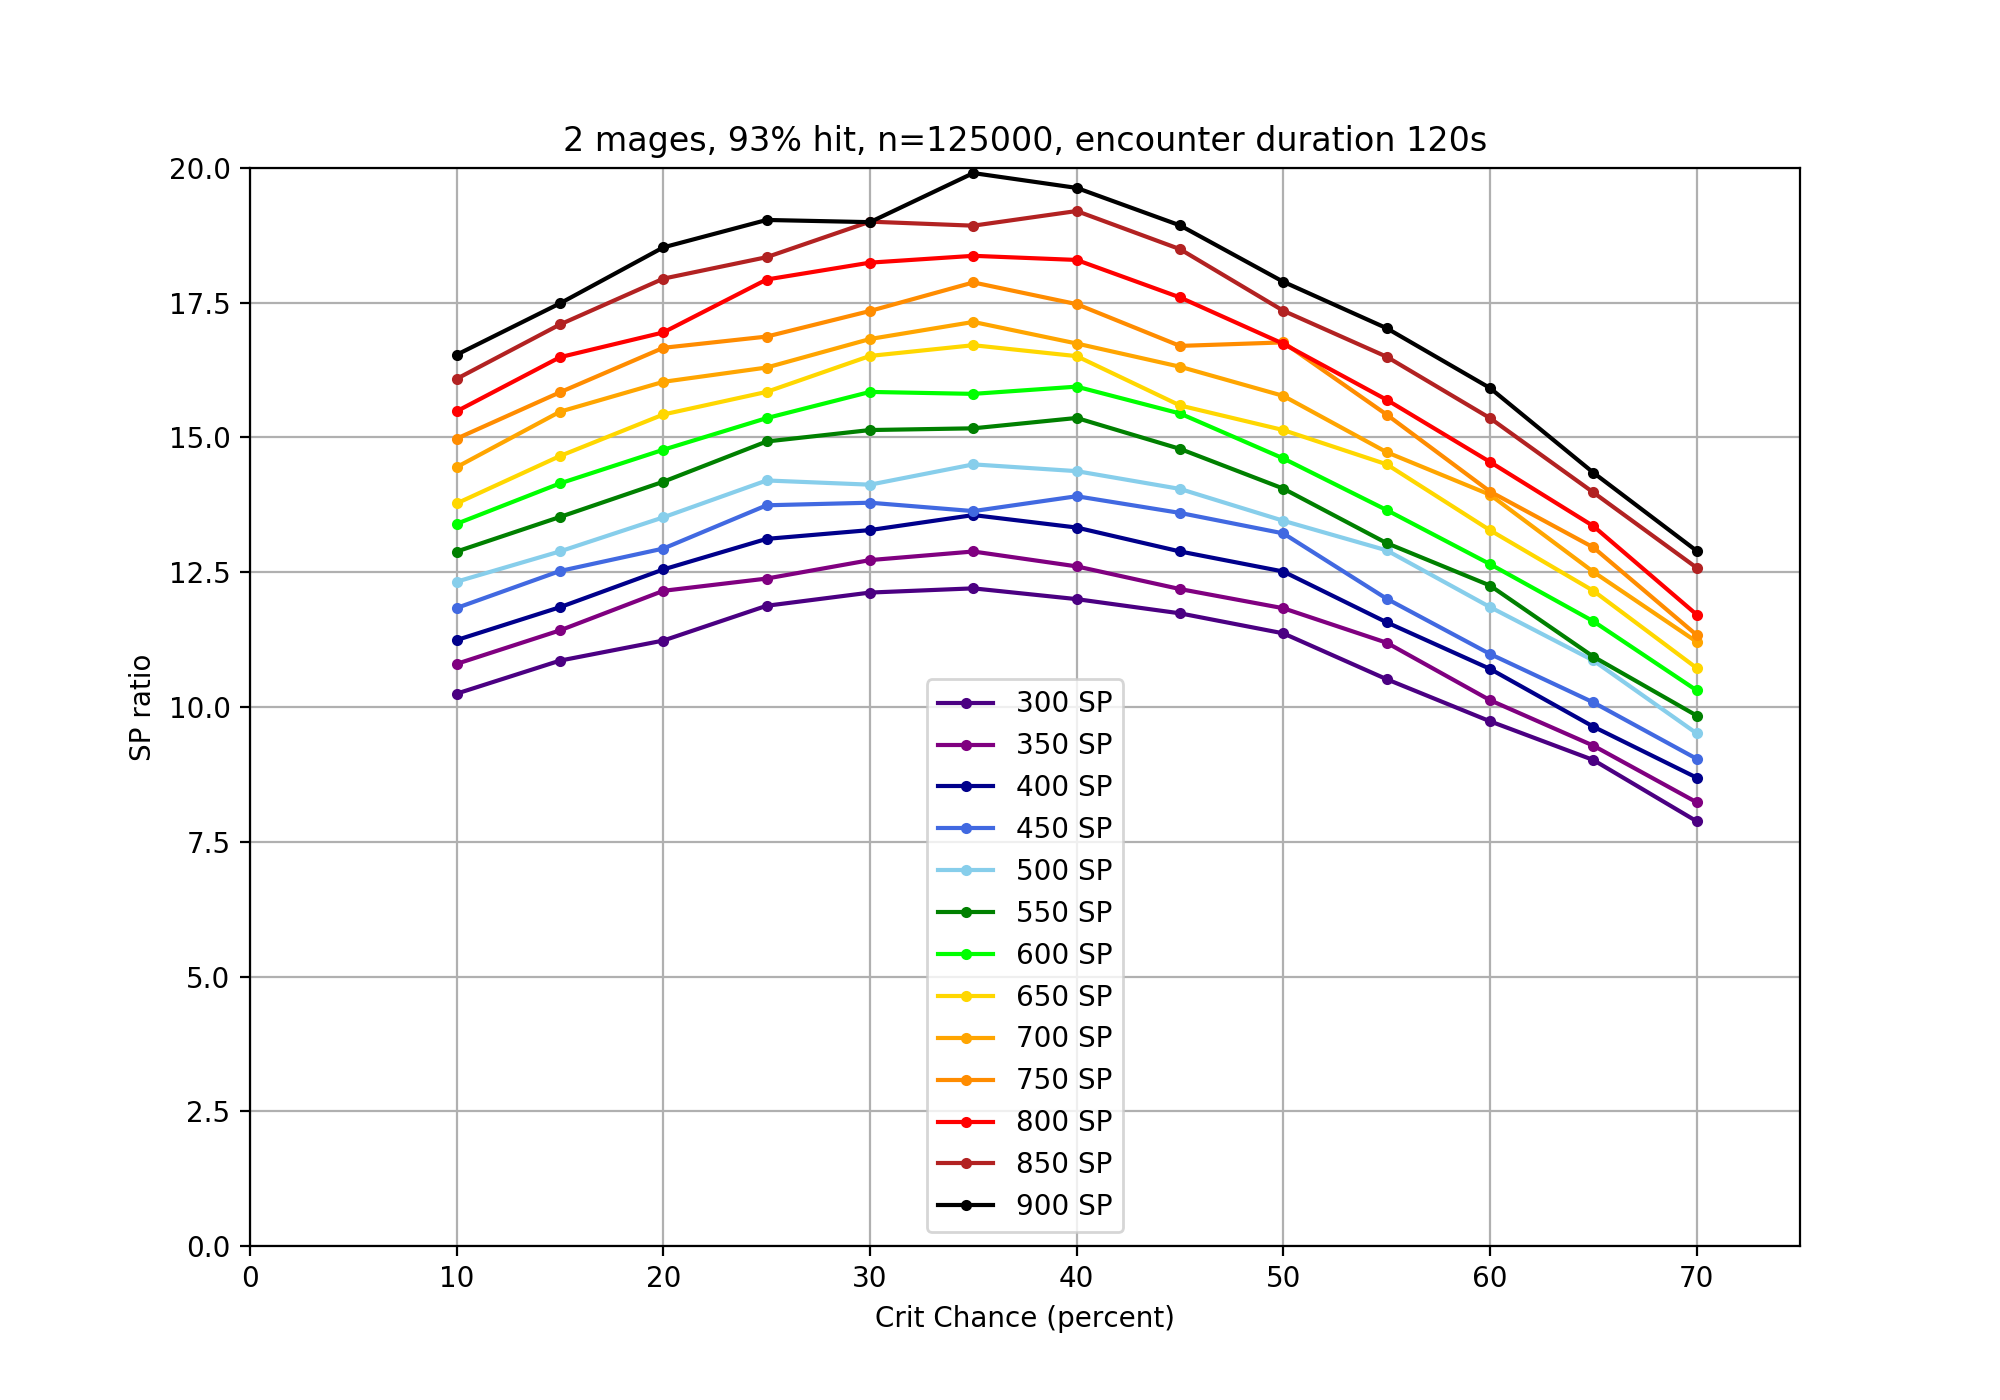 2 mages, 93% hit, n=125000, encounter duration 120s
20.0
17.5
15.0
12.5
10.0
7.5
5.0
2.5
0.0
SP ratio
300 SP
350 SP
400 SP
450 SP
500 SP
550 SP
600 SP
650 SP
700 SP
750 SP
800 SP
850 SP
900 SP
0 10 20 30 40 50 60 70
Crit Chance (percent)